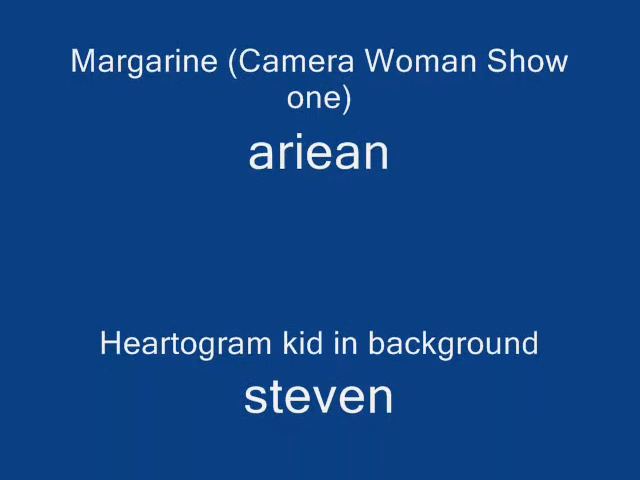 Margarine (Camera Woman Show
one)
ariean
Heartogram kid in background
steven